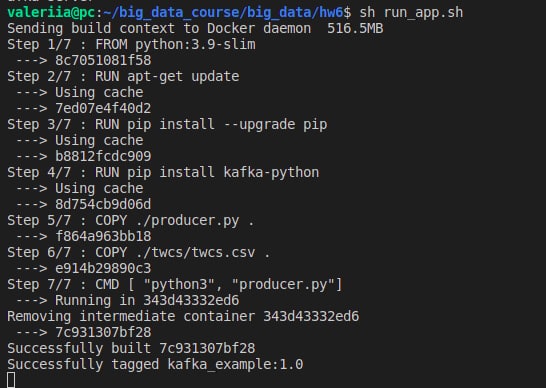 valeriia@pc:~/big_data_course/big_data/hw6$ sh run_app.sh
Sending build context to Docker daemon  516.5MB
Step 1/7 : FROM python:3.9-slim
 ---> 8c7051081f58
Step 2/7 : RUN apt-get update
 ---> Using cache
 ---> 7ed07e4f40d2
Step 3/7 : RUN pip install --upgrade pip
 ---> Using cache
 ---> b8812fcdc909
Step 4/7 : RUN pip install kafka-python
 ---> Using cache
 ---> 8d754cb9d06d
Step 5/7 : COPY ./producer.py .
 ---> f864a963bb18
Step 6/7 : COPY ./twcs/twcs.csv .
 ---> e914b29890c3
Step 7/7 : CMD [ "python3", "producer.py"]
 ---> Running in 343d43332ed6
Removing intermediate container 343d43332ed6
 ---> 7c931307bf28
Successfully built 7c931307bf28
Successfully tagged kafka_example:1.0